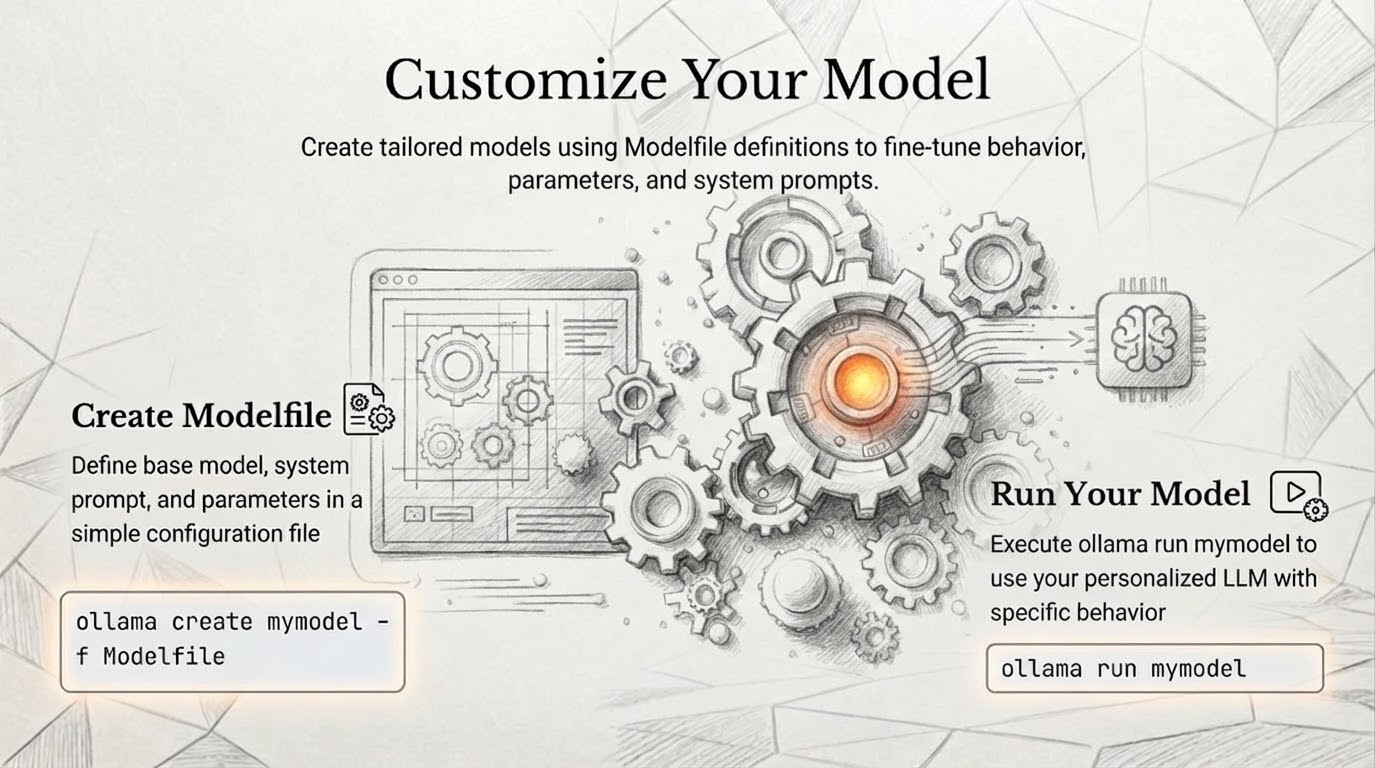 Customize Your Model
Create tailored models using Modelfile definitions to fine-tune behavior,
parameters, and system prompts.
Create Modelfile
Define base model, system
prompt, and parameters in a
simple configuration file
ollama create mymodel -
f Modelfile
Run Your Model
Execute ollama run mymodel to
use your personalized LLM with
specific behavior
ollama run mymodel